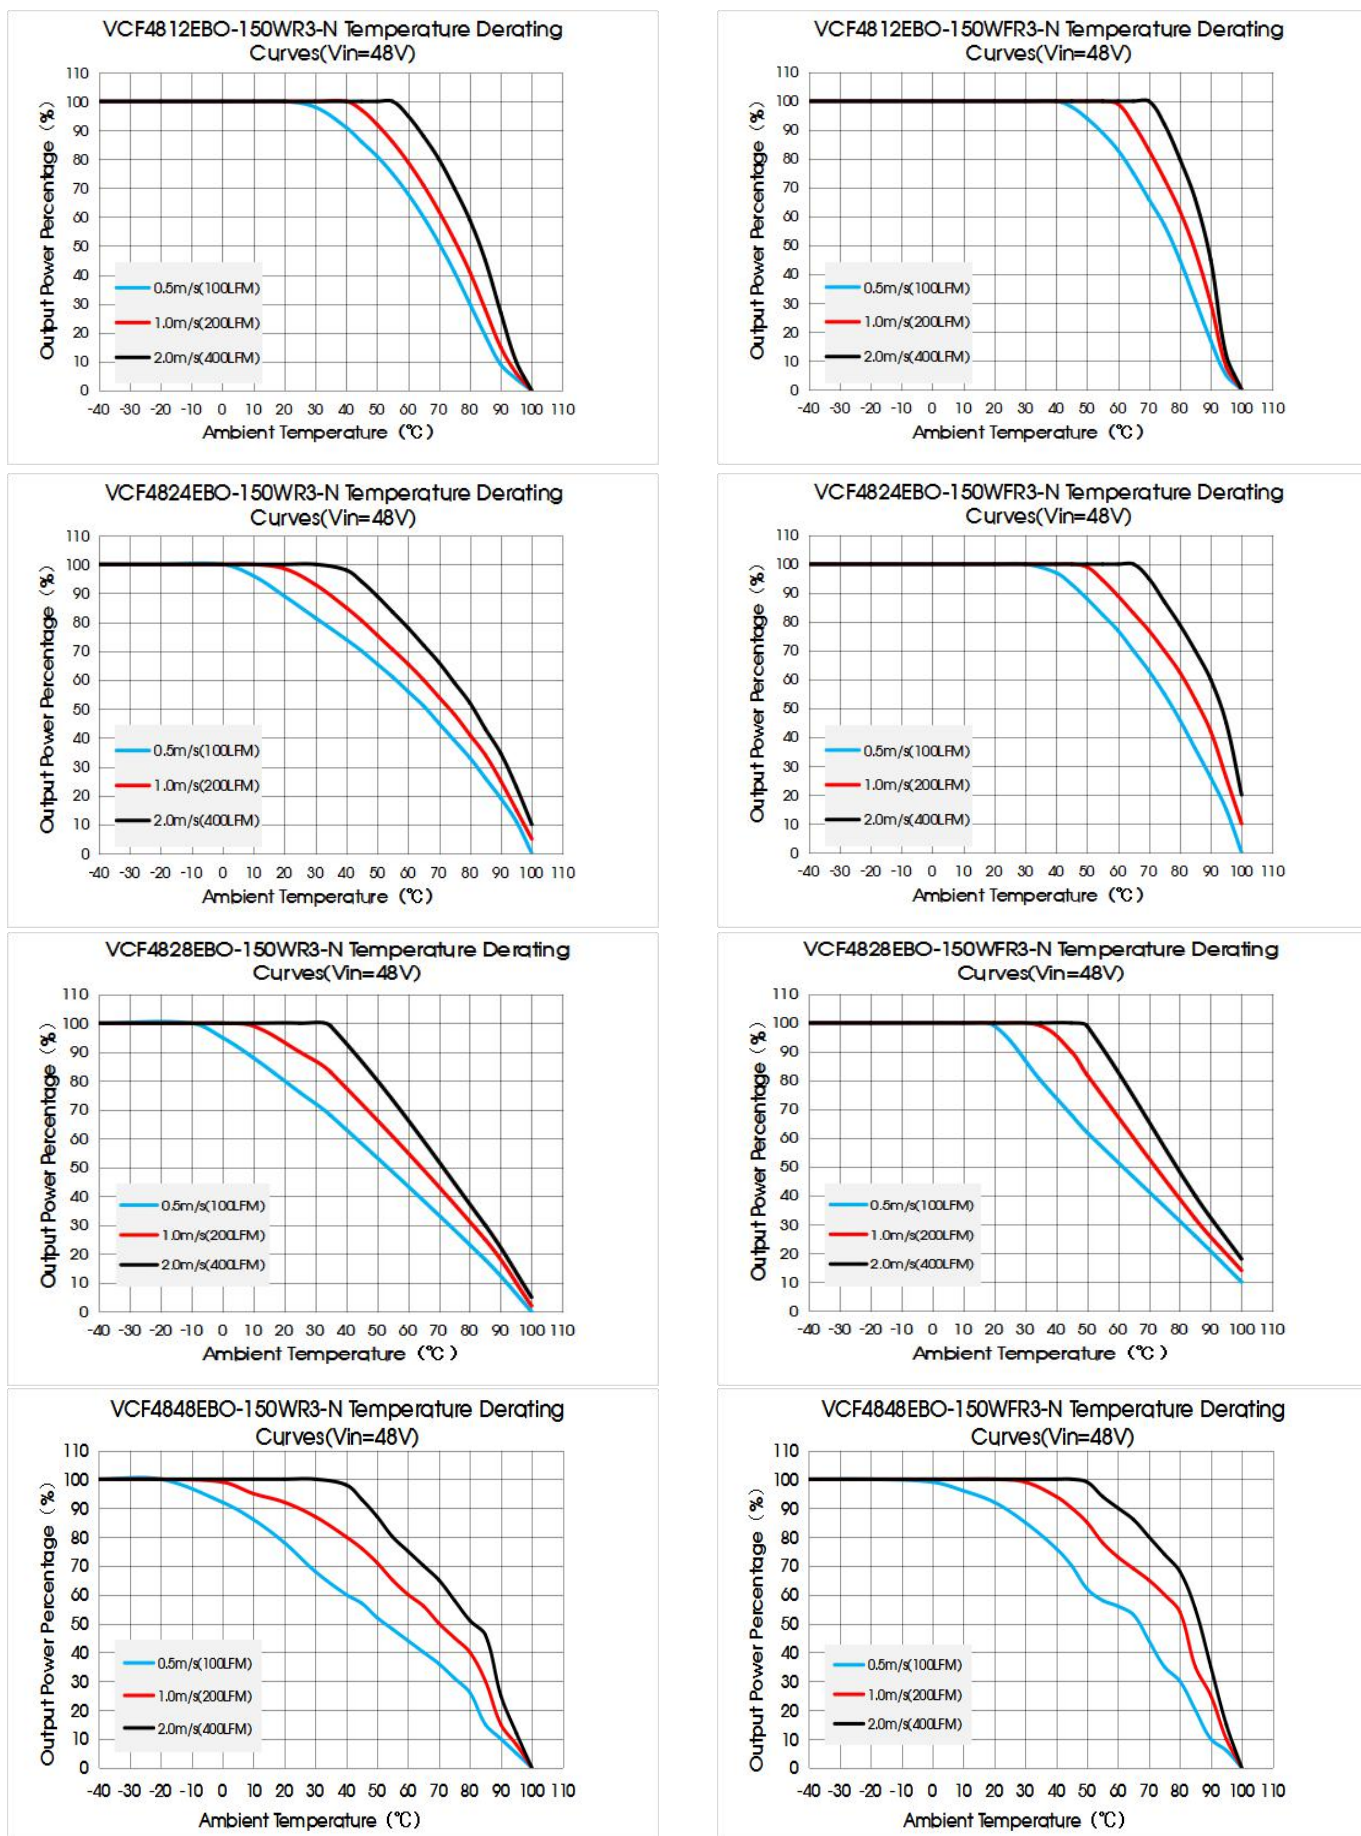 VCF4812EBO-150WR3-N Temperature Derating
Curves(Vin=48V)
Output Power Percentage (%)
110
100
90
80
70
60
50
40
30
20
10
0
0.5m/s(100LFM)
1.0m/s(200LFM)
2.0m/s(400LFM)
-40 -30 -20 -10 0 10 20 30 40 50 60 70 80 90 100 110
Ambient Temperature (℃)
VCF4812EBO-150WFR3-N Temperature Derating
Curves(Vin=48V)
Output Power Percentage (%)
110
100
90
80
70
60
50
40
30
20
10
0
0.5m/s(100LFM)
1.0m/s(200LFM)
2.0m/s(400LFM)
-40 -30 -20 -10 0 10 20 30 40 50 60 70 80 90 100 110
Ambient Temperature (℃)
VCF4824EBO-150WR3-N Temperature Derating
Curves(Vin=48V)
Output Power Percentage (%)
110
100
90
80
70
60
50
40
30
20
10
0
0.5m/s(100LFM)
1.0m/s(200LFM)
2.0m/s(400LFM)
-40 -30 -20 -10 0 10 20 30 40 50 60 70 80 90 100 110
Ambient Temperature (℃)
VCF4824EBO-150WFR3-N Temperature Derating
Curves(Vin=48V)
Output Power Percentage (%)
110
100
90
80
70
60
50
40
30
20
10
0
0.5m/s(100LFM)
1.0m/s(200LFM)
2.0m/s(400LFM)
-40 -30 -20 -10 0 10 20 30 40 50 60 70 80 90 100 110
Ambient Temperature (℃)
VCF4828EBO-150WR3-N Temperature Derating
Curves(Vin=48V)
Output Power Percentage (%)
110
100
90
80
70
60
50
40
30
20
10
0
0.5m/s(100LFM)
1.0m/s(200LFM)
2.0m/s(400LFM)
-40 -30 -20 -10 0 10 20 30 40 50 60 70 80 90 100 110
Ambient Temperature (℃)
VCF4828EBO-150WFR3-N Temperature Derating
Curves(Vin=48V)
Output Power Percentage (%)
110
100
90
80
70
60
50
40
30
20
10
0
0.5m/s(100LFM)
1.0m/s(200LFM)
2.0m/s(400LFM)
-40 -30 -20 -10 0 10 20 30 40 50 60 70 80 90 100 110
Ambient Temperature (℃)
VCF4848EBO-150WR3-N Temperature Derating
Curves(Vin=48V)
Output Power Percentage (%)
110
100
90
80
70
60
50
40
30
20
10
0
0.5m/s(100LFM)
1.0m/s(200LFM)
2.0m/s(400LFM)
-40 -30 -20 -10 0 10 20 30 40 50 60 70 80 90 100 110
Ambient Temperature (℃)
VCF4848EBO-150WFR3-N Temperature Derating
Curves(Vin=48V)
Output Power Percentage (%)
110
100
90
80
70
60
50
40
30
20
10
0
0.5m/s(100LFM)
1.0m/s(200LFM)
2.0m/s(400LFM)
-40 -30 -20 -10 0 10 20 30 40 50 60 70 80 90 100 110
Ambient Temperature (℃)